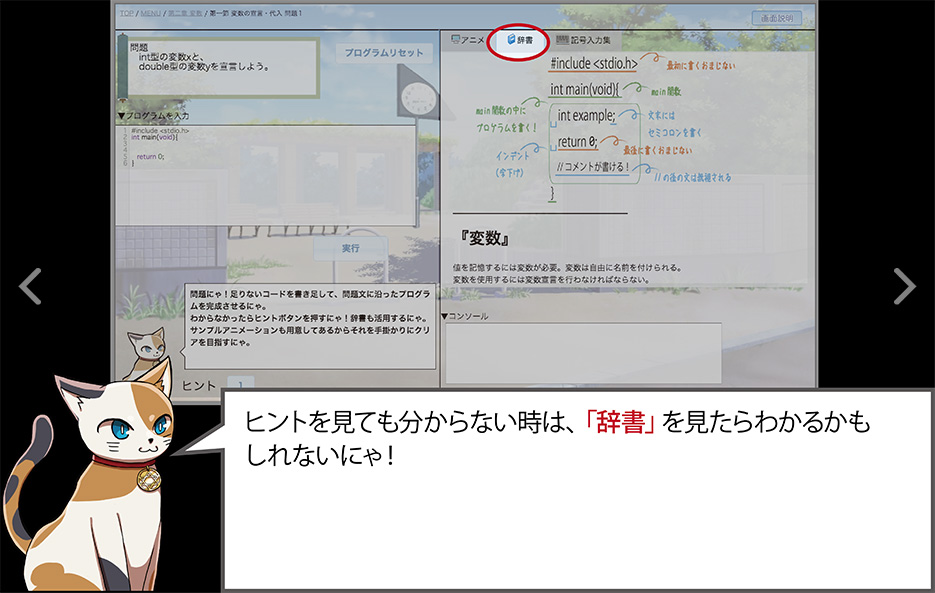 TOP / MENU / 第二章 変数 / 第一節 変数の宣言・代入 問題1
画面説明
問題
int型の変数xと、
double型の変数yを宣言しよう。
プログラムリセット
▼プログラムを入力
1 #include <stdio.h>
2 int main(void){
3
4
5 return 0;
6 }
実行
問題にゃ！足りないコードを書き足して、問題文に沿ったプログラ
ムを完成させるにゃ。
わからなかったらヒントボタンを押すにゃ！辞書も活用するにゃ。
サンプルアニメーションも用意してあるからそれを手掛かりにクリ
アを目指すにゃ。
ヒント 1
アニメ 辞書 記号入力集
#include <stdio.h> 最初に書くおまじない
int main(void){ main関数
main関数の中に
プログラムを書く！
int example; 文末には
セミコロンを書く
return 0; 最後に書くおまじない
インデント
(字下げ)
// コメントが書ける！ //の後の文は無視される
}
『変数』
値を記憶するには変数が必要。変数は自由に名前を付けられる。
変数を使用するには変数宣言を行わなければならない。
▼コンソール
ヒントを見ても分からない時は、「辞書」を見たらわかるかも
しれないにゃ！